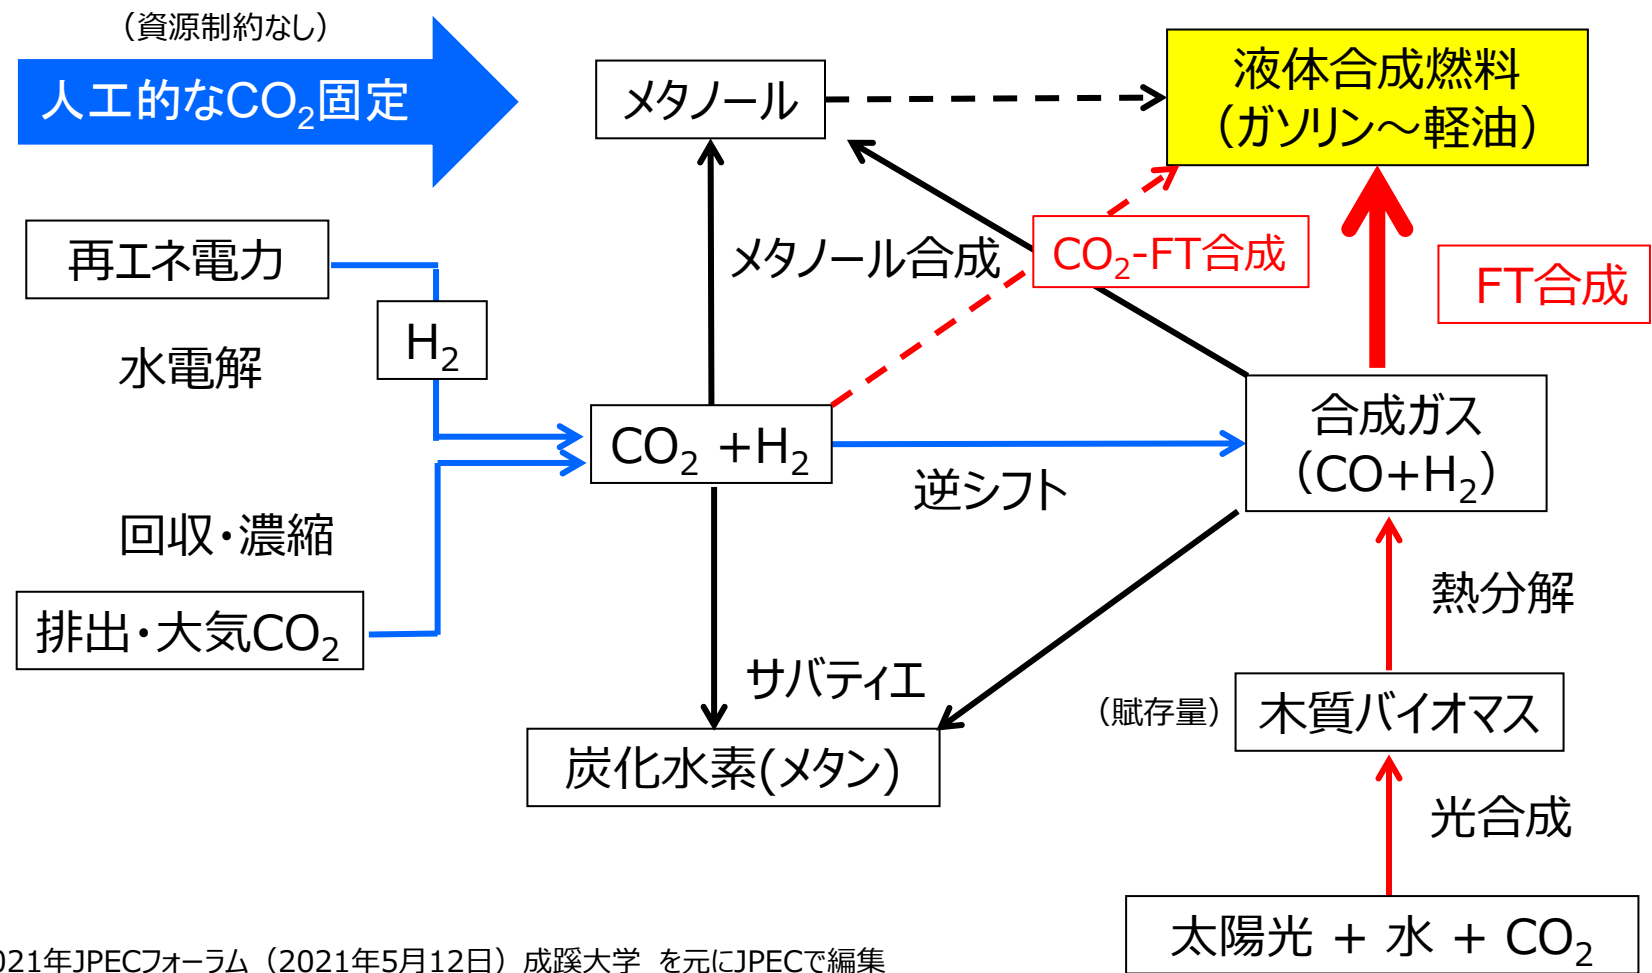 （資源制約なし）
人工的なCO₂固定
メタノール
液体合成燃料
（ガソリン～軽油）
再エネ電力
メタノール合成
CO₂-FT合成
FT合成
H₂
水電解
CO₂ +H₂
合成ガス
（CO+H₂）
逆シフト
回収・濃縮
熱分解
排出・大気CO₂
サバティエ
（賦存量）
木質バイオマス
炭化水素(メタン)
光合成
太陽光 + 水 + CO₂
021年JPECフォーラム（2021年5月12日）成蹊大学 を元にJPECで編集